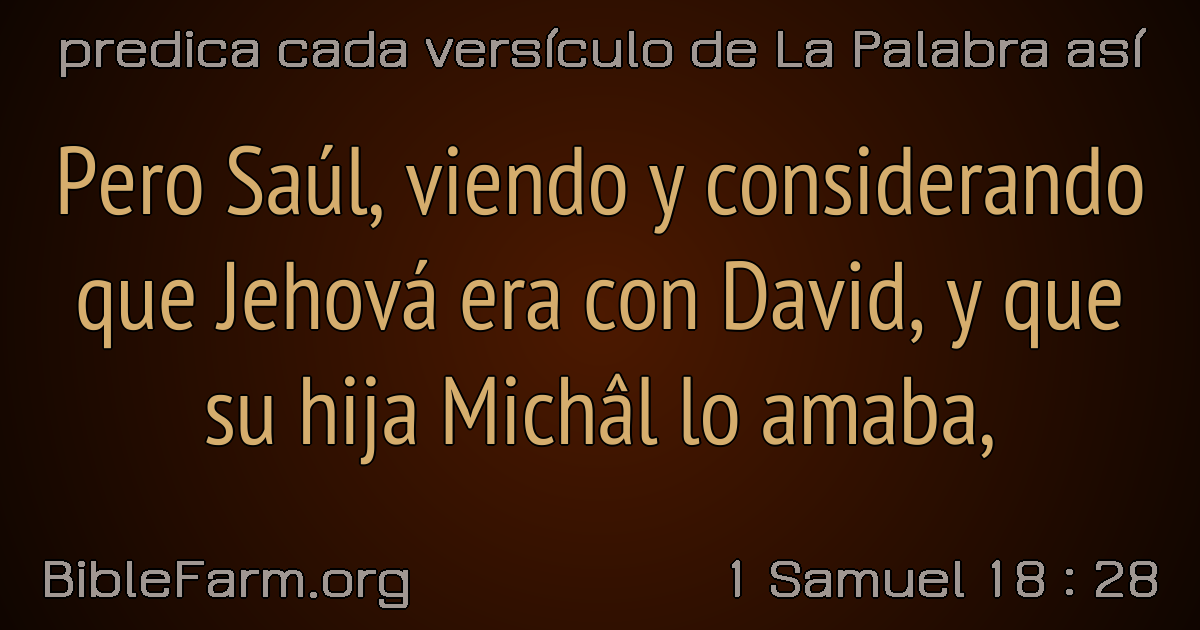 predica cada versículo de La Palabra así
Pero Saúl, viendo y considerando
que Jehová era con David, y que
su hija Michâl lo amaba,
BibleFarm.org
1 Samuel 18 : 28